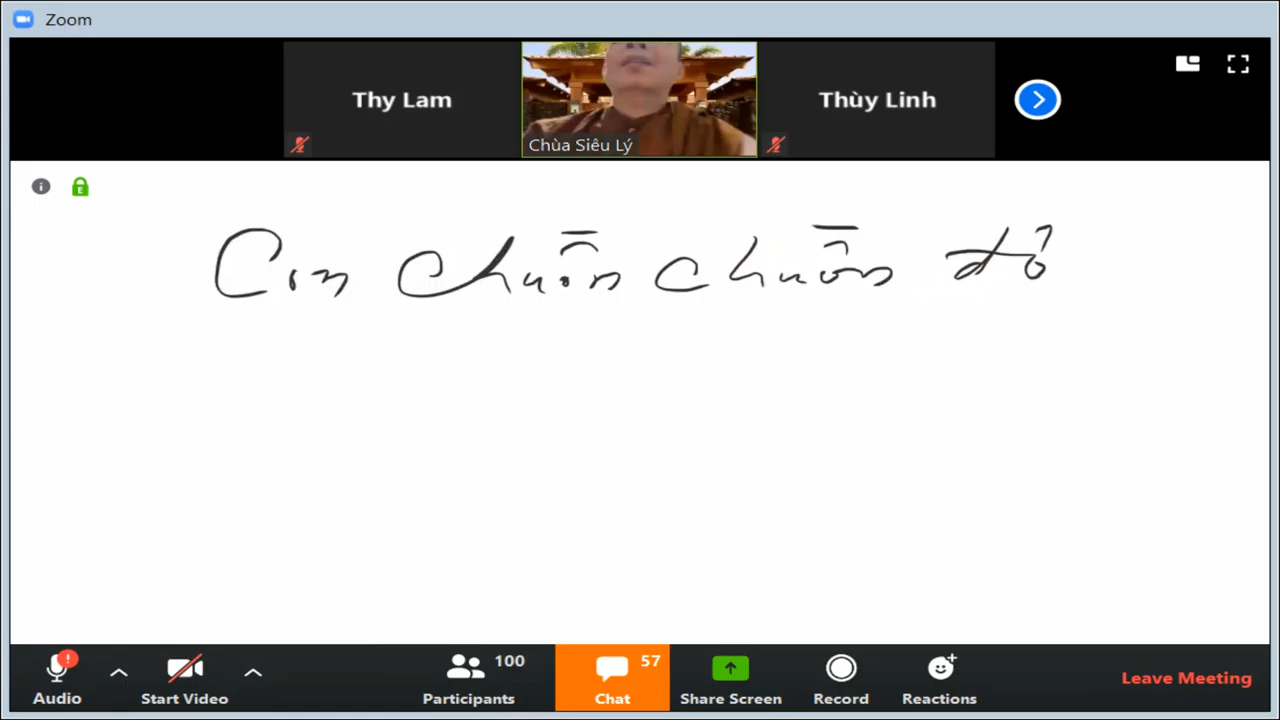 Zoom
Thy Lam
Chùa Siêu Lý
Thùy Linh
E
Con chuồn chuồn đỏ
Audio
Start Video
Participants
100
Chat
57
Share Screen
Record
Reactions
Leave Meeting